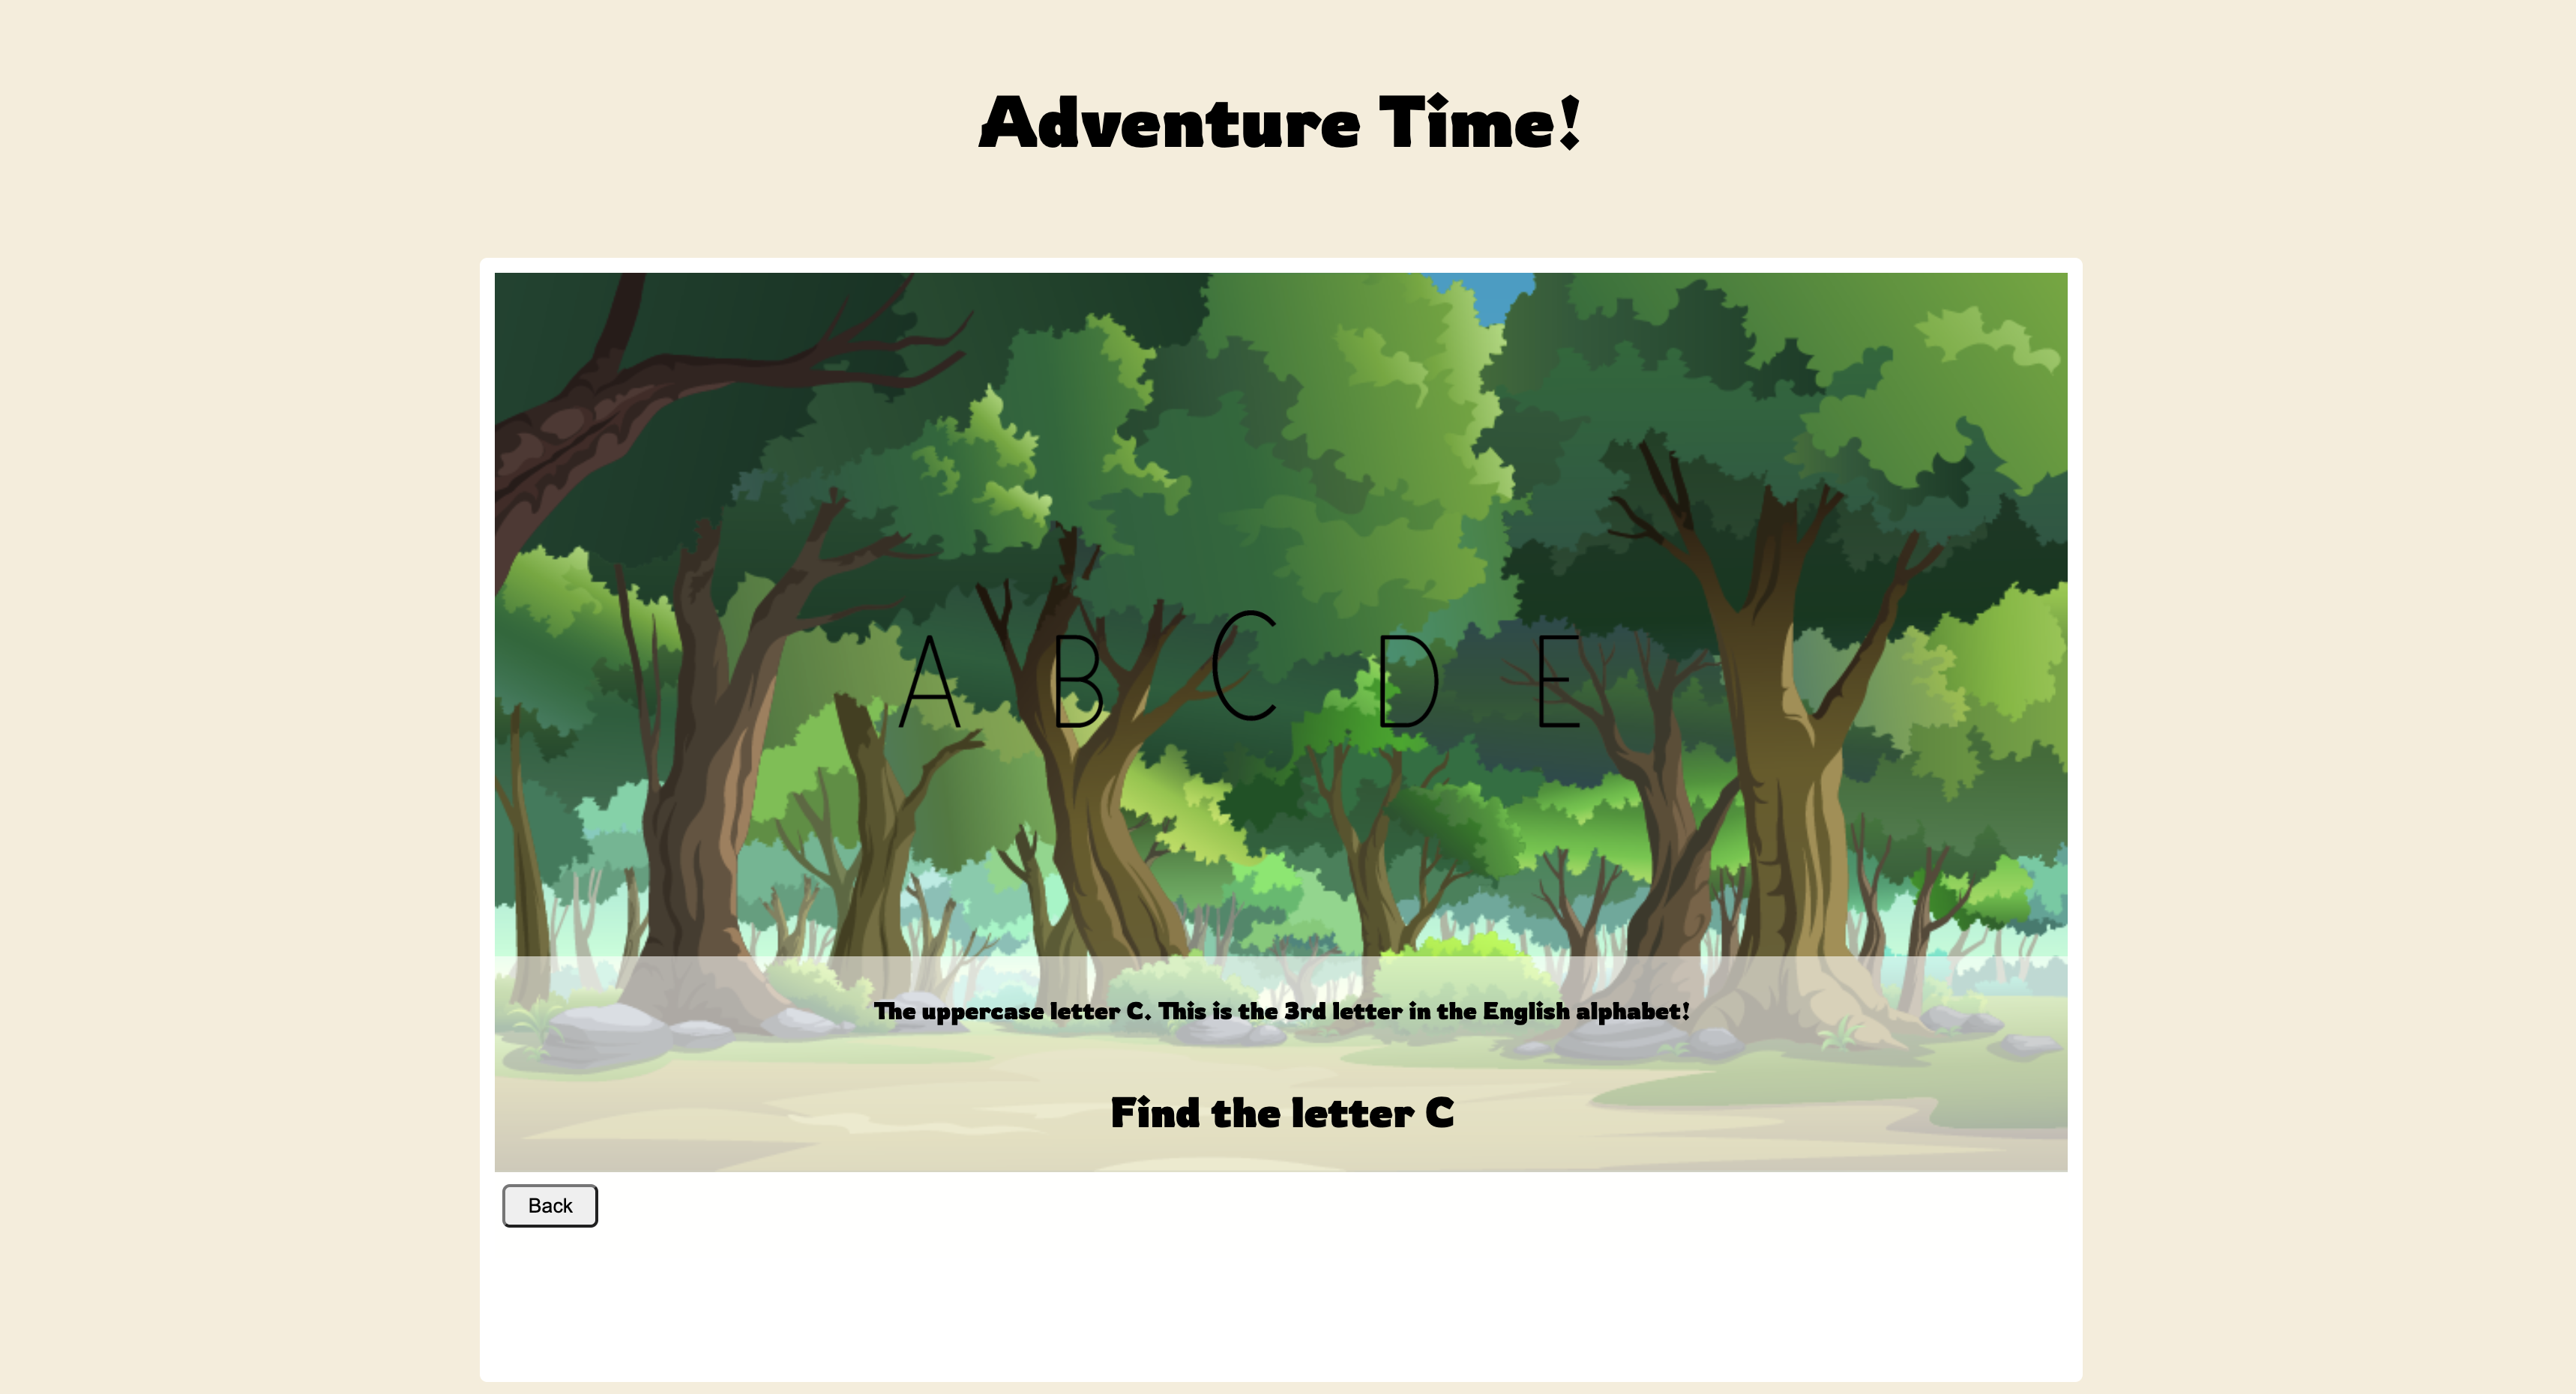 Adventure Time!
A B C D E
The uppercase letter C. This is the 3rd letter in the English alphabet!
Find the letter C
Back